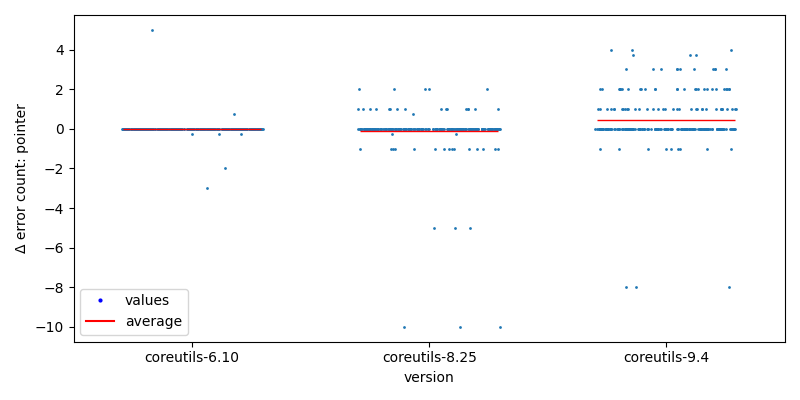 Δ error count: pointer
4
2
0
−2
−4
−6
−8
−10
values
average
coreutils-6.10
coreutils-8.25
coreutils-9.4
version